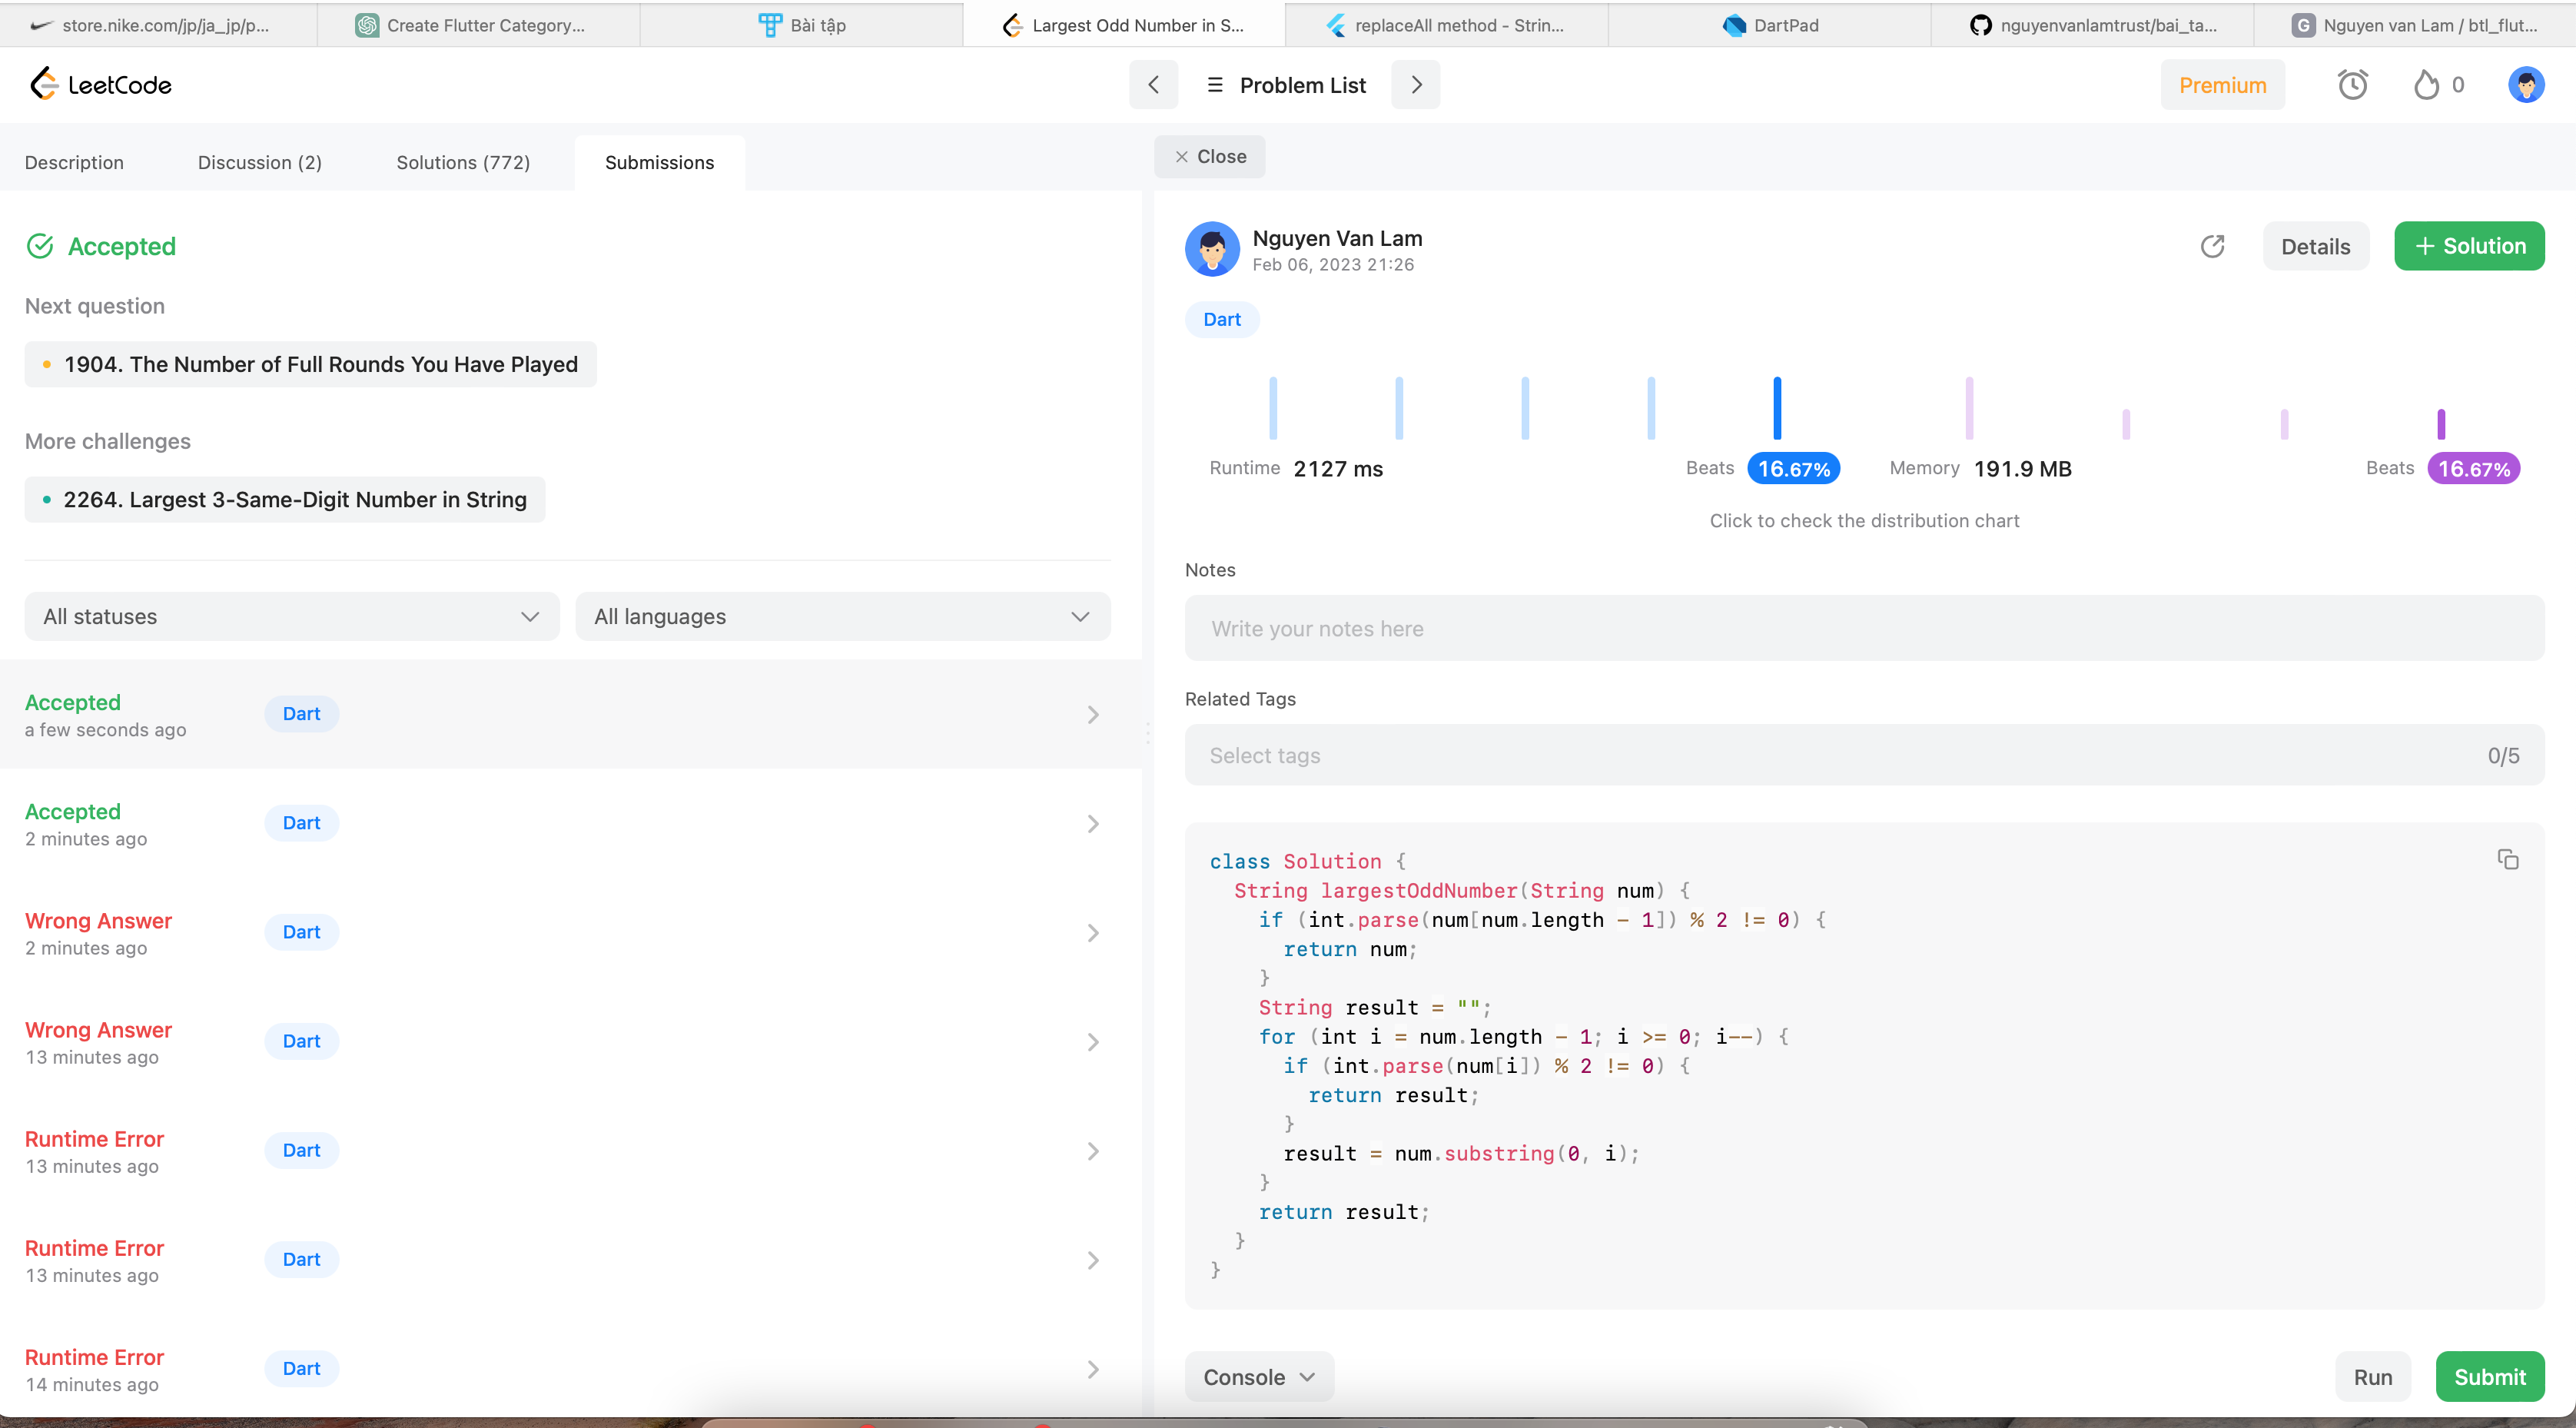 store.nike.com/jp/ja_jp/p...
Create Flutter Category...
Bài tập
Largest Odd Number in S...
replaceAll method - Strin...
DartPad
nguyenvanlamtrust/bai_ta...
G Nguyen van Lam / btl_flut...
LeetCode
Problem List
Premium
0
Description
Discussion (2)
Solutions (772)
Submissions
Close
Accepted
Next question
1904. The Number of Full Rounds You Have Played
More challenges
2264. Largest 3-Same-Digit Number in String
All statuses
All languages
Accepted
a few seconds ago
Dart
Accepted
2 minutes ago
Dart
Wrong Answer
2 minutes ago
Dart
Wrong Answer
13 minutes ago
Dart
Runtime Error
13 minutes ago
Dart
Runtime Error
13 minutes ago
Dart
Runtime Error
14 minutes ago
Dart
Nguyen Van Lam
Feb 06, 2023 21:26
Details
+ Solution
Dart
Runtime 2127 ms
Beats 16.67%
Memory 191.9 MB
Beats 16.67%
Click to check the distribution chart
Notes
Write your notes here
Related Tags
Select tags
0/5
class Solution {
String largestOddNumber(String num) {
if (int.parse(num[num.length - 1]) % 2 != 0) {
return num;
}
String result = "";
for (int i = num.length - 1; i >= 0; i--) {
if (int.parse(num[i]) % 2 != 0) {
return result;
}
result = num.substring(0, i);
}
return result;
}
}
Console
Run
Submit